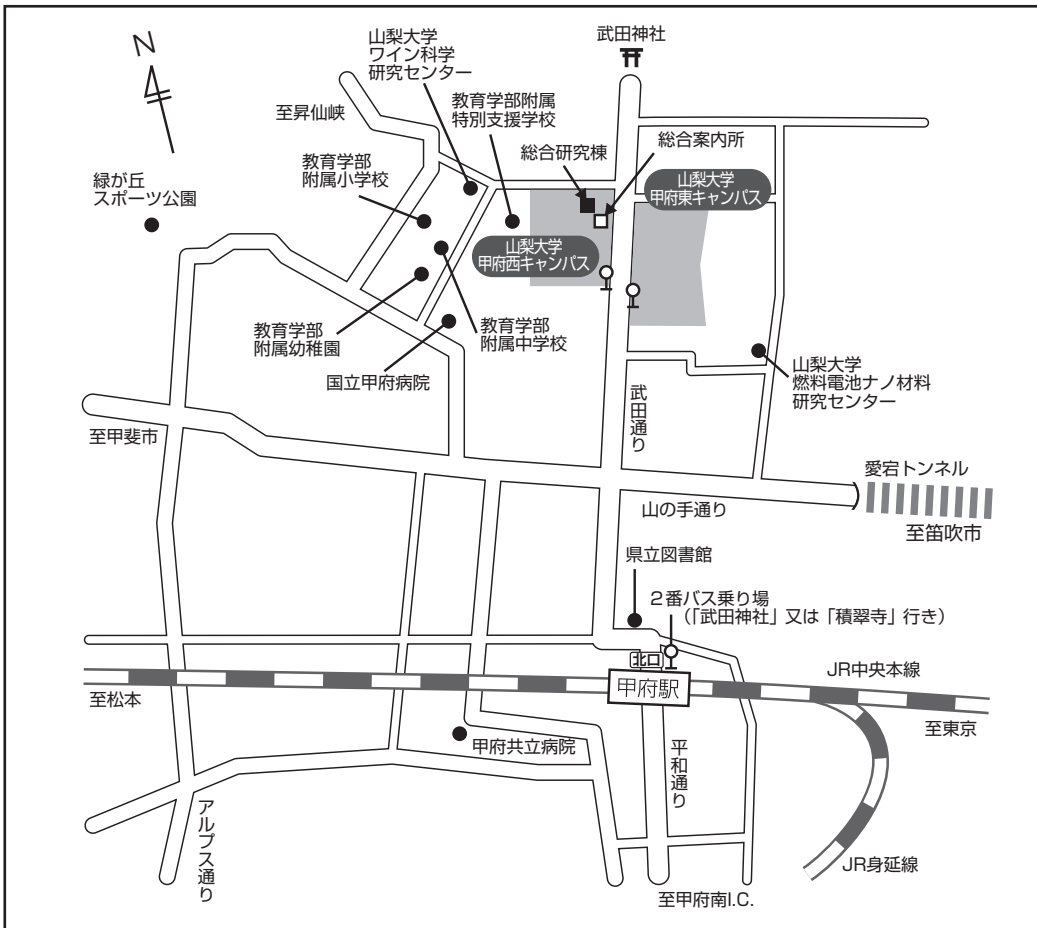 N
武田神社
山梨大学
ワイン科学
研究センター
至昇仙峡
教育学部附属
特別支援学校
総合研究棟
総合案内所
教育学部
附属小学校
山梨大学
甲府東キャンパス
緑が丘
スポーツ公園
山梨大学
甲府西キャンパス
教育学部
附属幼稚園
教育学部
附属中学校
国立甲府病院
山梨大学
燃料電池ナノ材料
研究センター
武田通り
至甲斐市
愛宕トンネル
山の手通り
至笛吹市
県立図書館
2番バス乗り場
(「武田神社」又は「積翠寺」行き)
北口
甲府駅
JR中央本線
至松本
至東京
甲府共立病院
平和通り
アルプス通り
JR身延線
至甲府南I.C.